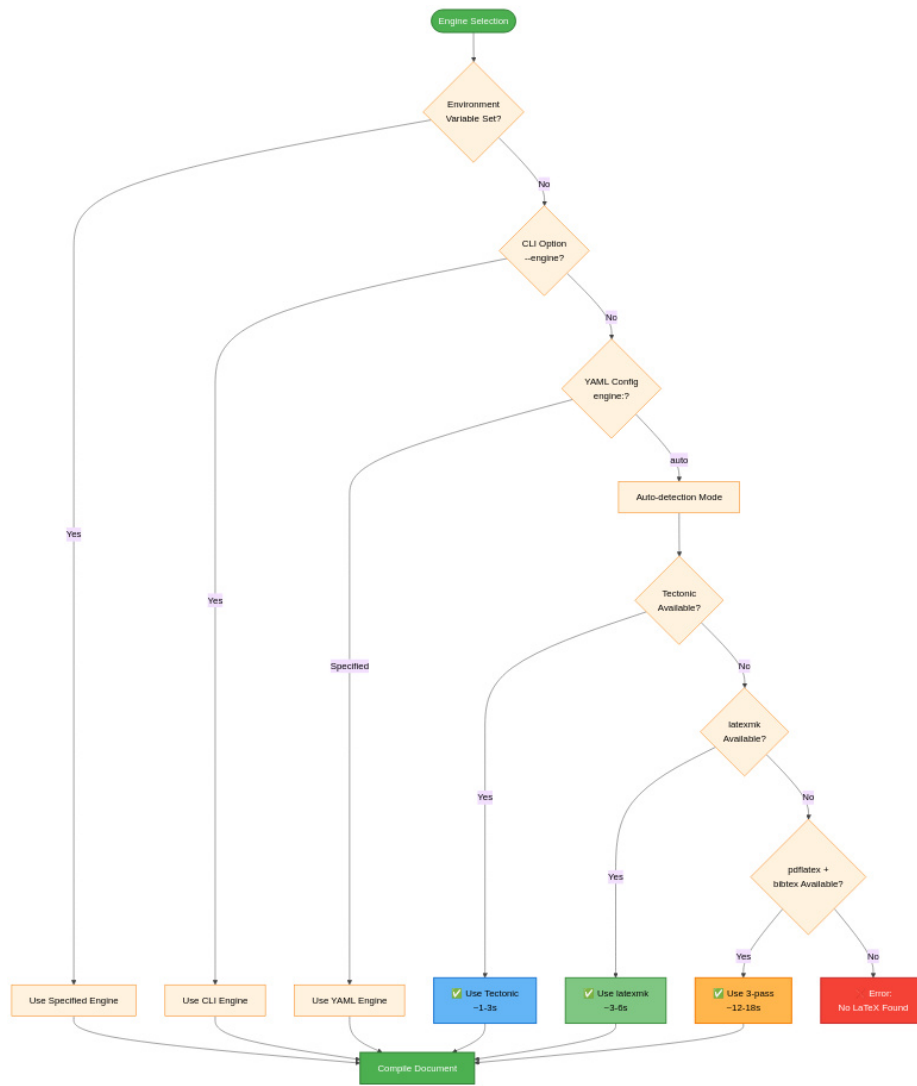 Engine Selection
Environment
Variable Set?
No
CLI Option
--engine?
No
YAML Config
engine:?
auto
Auto-detection Mode
Yes
Tectonic
Available?
Yes
Specified
No
latexmk
Available?
Yes
No
Yes
pdflatex +
bibtex Available?
Yes
No
Use Specified Engine
Use CLI Engine
Use YAML Engine
✅ Use Tectonic
~1-3s
✅ Use latexmk
~3-6s
✅ Use 3-pass
~12-18s
❌ Error:
No LaTeX Found
Compile Document